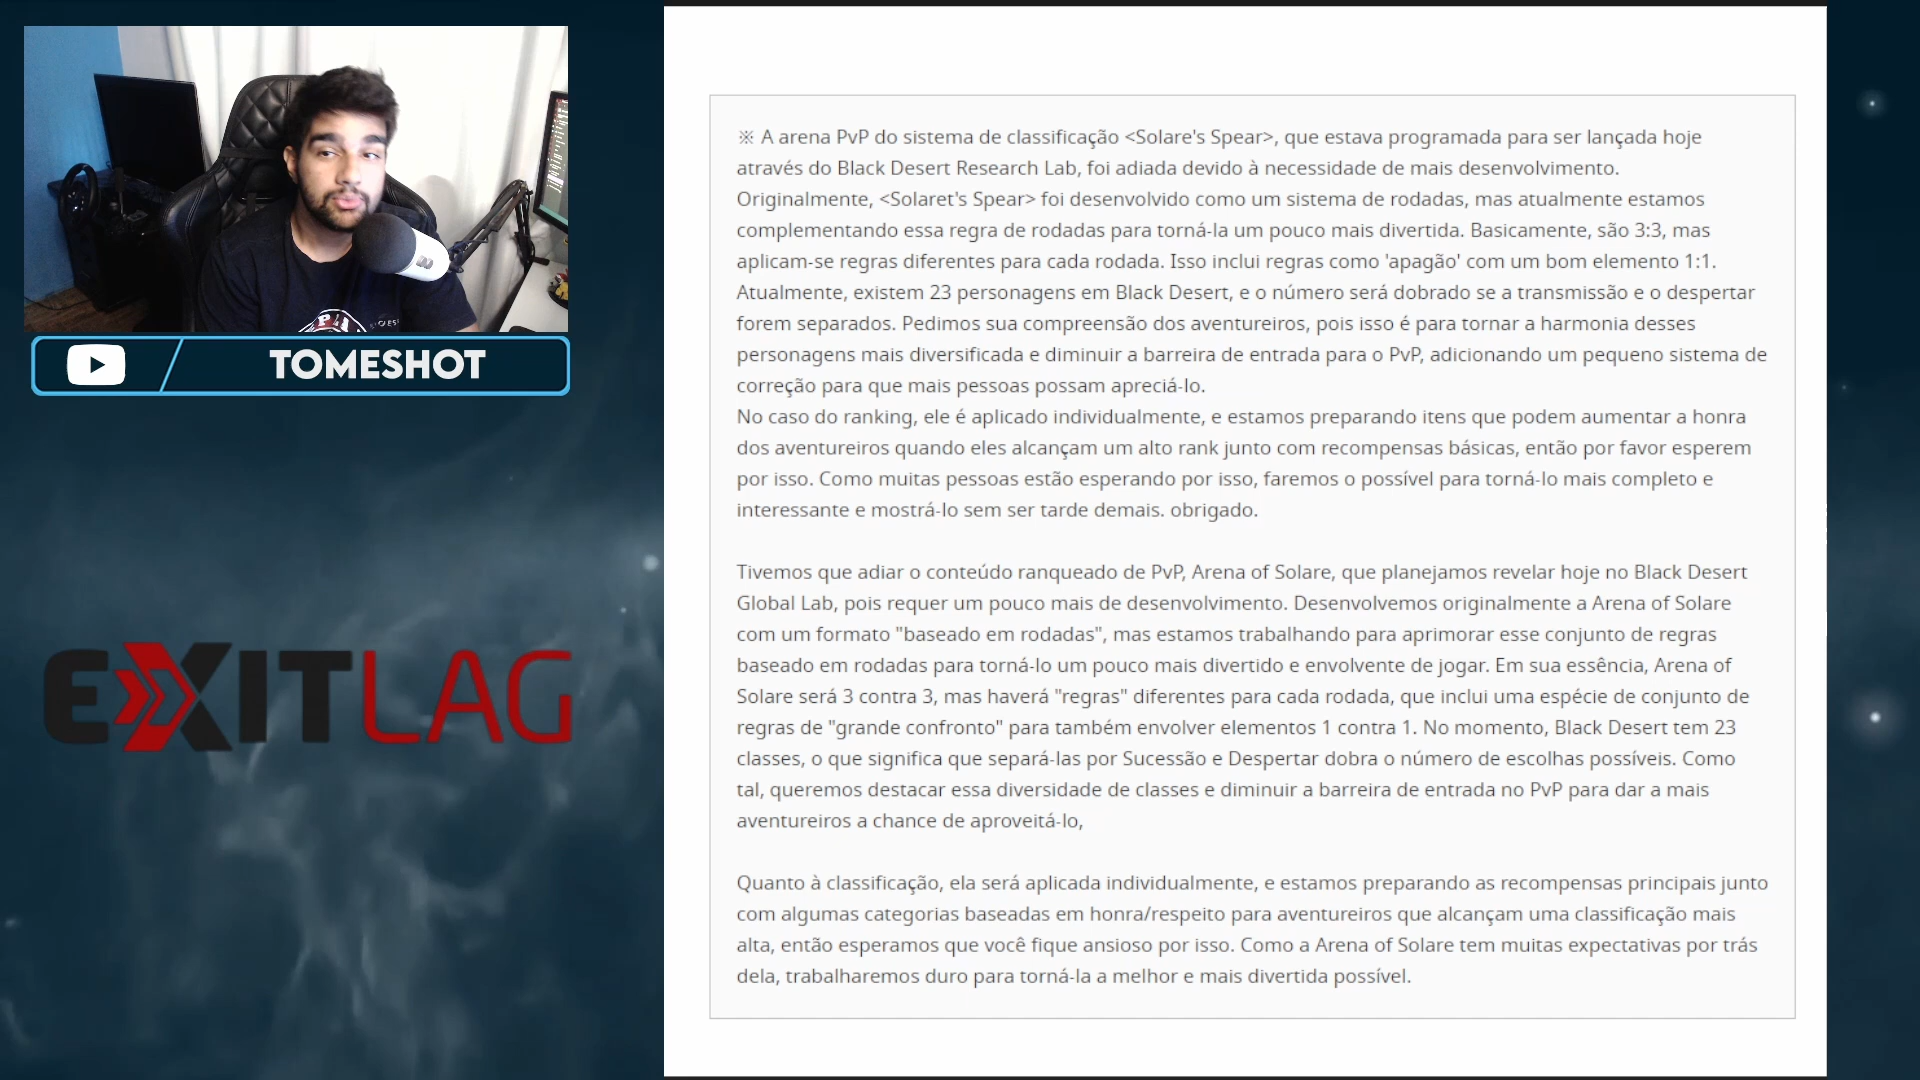 TOMESHOT
EXITLAG
※ A arena PvP do sistema de classificação <Solare's Spear>, que estava programada para ser lançada hoje
através do Black Desert Research Lab, foi adiada devido à necessidade de mais desenvolvimento.
Originalmente, <Solaret's Spear> foi desenvolvido como um sistema de rodadas, mas atualmente estamos
complementando essa regra de rodadas para torná-la um pouco mais divertida. Basicamente, são 3:3, mas
aplicam-se regras diferentes para cada rodada. Isso inclui regras como 'apagão' com um bom elemento 1:1.
Atualmente, existem 23 personagens em Black Desert, e o número será dobrado se a transmissão e o despertar
forem separados. Pedimos sua compreensão dos aventureiros, pois isso é para tornar a harmonia desses
personagens mais diversificada e diminuir a barreira de entrada para o PvP, adicionando um pequeno sistema de
correção para que mais pessoas possam apreciá-lo.
No caso do ranking, ele é aplicado individualmente, e estamos preparando itens que podem aumentar a honra
dos aventureiros quando eles alcançam um alto rank junto com recompensas básicas, então por favor esperem
por isso. Como muitas pessoas estão esperando por isso, faremos o possível para torná-lo mais completo e
interessante e mostrá-lo sem ser tarde demais. obrigado.
Tivemos que adiar o conteúdo ranqueado de PvP, Arena of Solare, que planejamos revelar hoje no Black Desert
Global Lab, pois requer um pouco mais de desenvolvimento. Desenvolvemos originalmente a Arena of Solare
com um formato "baseado em rodadas", mas estamos trabalhando para aprimorar esse conjunto de regras
baseado em rodadas para torná-lo um pouco mais divertido e envolvente de jogar. Em sua essência, Arena of
Solare será 3 contra 3, mas haverá "regras" diferentes para cada rodada, que inclui uma espécie de conjunto de
regras de "grande confronto" para também envolver elementos 1 contra 1. No momento, Black Desert tem 23
classes, o que significa que separá-las por Sucessão e Despertar dobra o número de escolhas possíveis. Como
tal, queremos destacar essa diversidade de classes e diminuir a barreira de entrada no PvP para dar a mais
aventureiros a chance de aproveitá-lo,
Quanto à classificação, ela será aplicada individualmente, e estamos preparando as recompensas principais junto
com algumas categorias baseadas em honra/respeito para aventureiros que alcançam uma classificação mais
alta, então esperamos que você fique ansioso por isso. Como a Arena of Solare tem muitas expectativas por trás
dela, trabalharemos duro para torná-la a melhor e mais divertida possível.